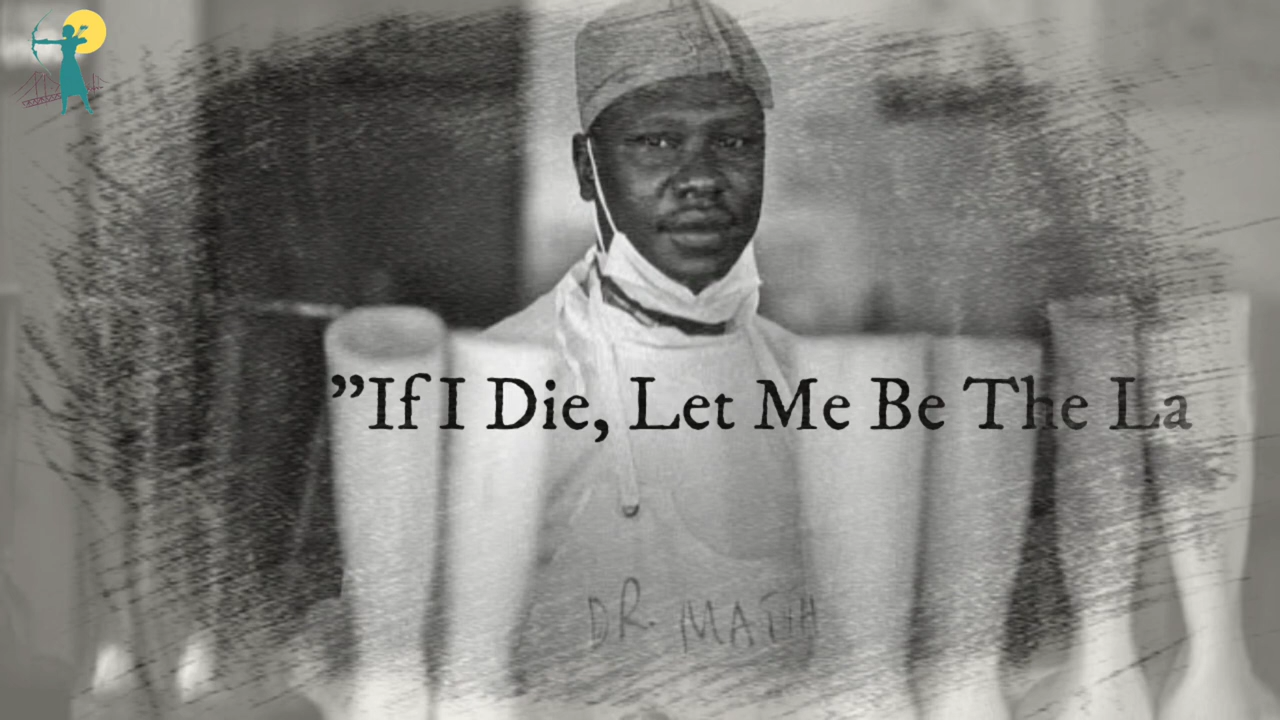 ”If I Die, Let Me Be The La
DR. MATTH